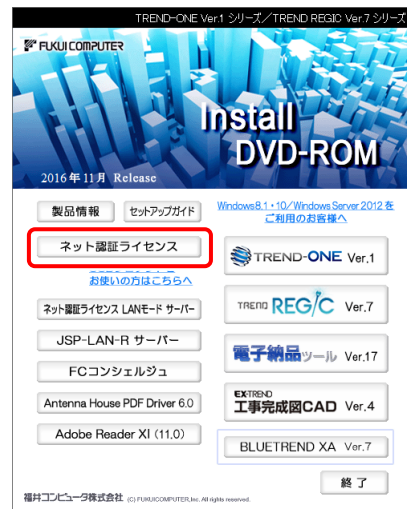 TREND-ONE Ver.1 シリーズ／TREND REGIC Ver.7 シリーズ
FUKUI COMPUTER
Install
DVD-ROM
2016年11月 Release
製品情報
セットアップガイド
Windows8.1・10／Windows Server 2012 を
ご利用のお客様へ
ネット認証ライセンス
お使いの方はこちらへ
TREND-ONE Ver.1
ネット認証ライセンス LANモード サーバー
TREND REGIC Ver.7
JSP-LAN-R サーバー
電子納品ツール Ver.17
FCコンシェルジュ
EX-TREND
工事完成図CAD Ver.4
Antenna House PDF Driver 6.0
Adobe Reader XI (11.0)
BLUETREND XA Ver.7
終了
福井コンピュータ株式会社 (C) FUKUICOMPUTER,Inc. All rights reserved.